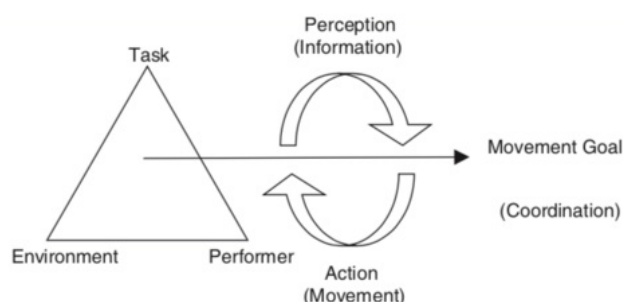 Perception
(Information)
Task
Movement Goal
(Coordination)
Environment
Performer
Action
(Movement)